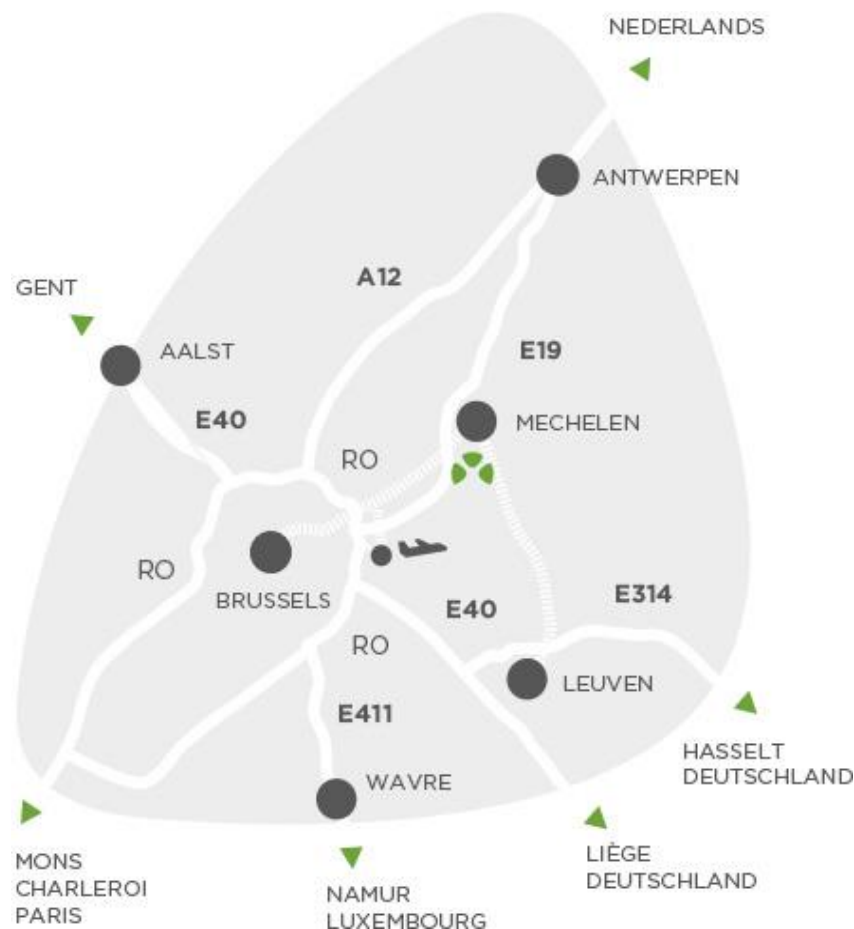 NEDERLANDS
ANTWERPEN
A12
GENT
AALST
E19
E40
MECHELEN
RO
RO
BRUSSELS
E40
E314
RO
LEUVEN
E411
HASSELT
DEUTSCHLAND
WAVRE
MONS
CHARLEROI
PARIS
LIÈGE
DEUTSCHLAND
NAMUR
LUXEMBOURG